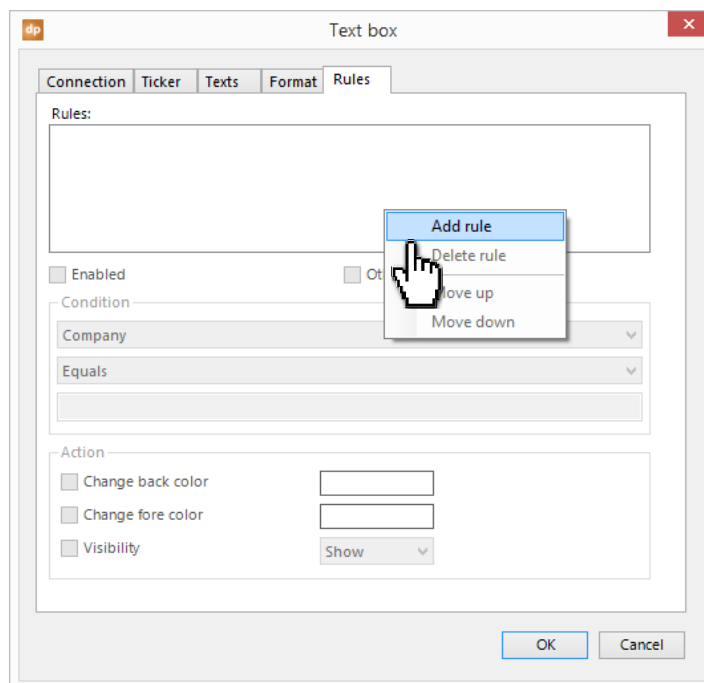 dp
Text box
Connection Ticker Texts Format Rules
Rules:
Add rule
Delete rule
Move up
Move down
Enabled
Condition
Company
Equals
Action
Change back color
Change fore color
Visibility
Show
OK Cancel